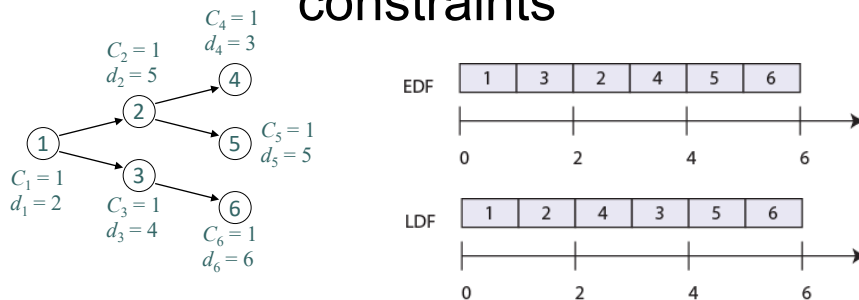 constraints
C4 = 1
d4 = 3
C2 = 1
d2 = 5
4
2
1
5
C5 = 1
d5 = 5
3
C1 = 1
d1 = 2
C3 = 1
d3 = 4
6
C6 = 1
d6 = 6
EDF
1 3 2 4 5 6
0 2 4 6
LDF
1 2 4 3 5 6
0 2 4 6